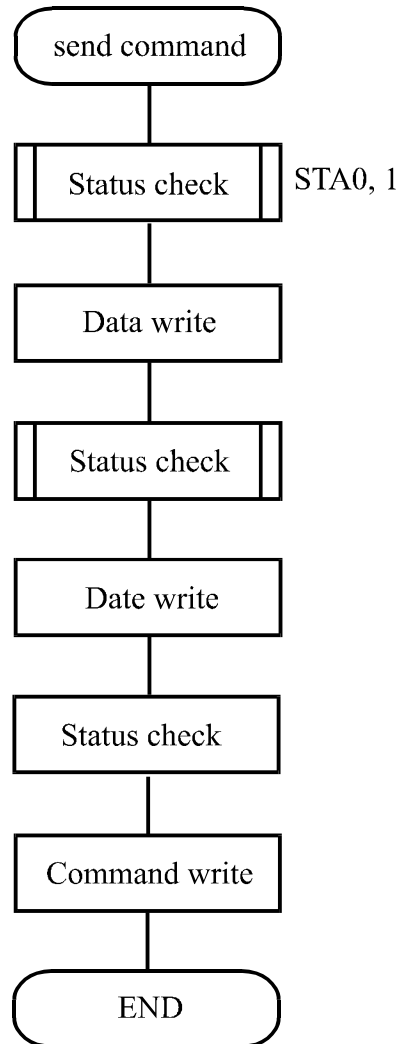 send command
Status check
STA0, 1
Data write
Status check
Date write
Status check
Command write
END